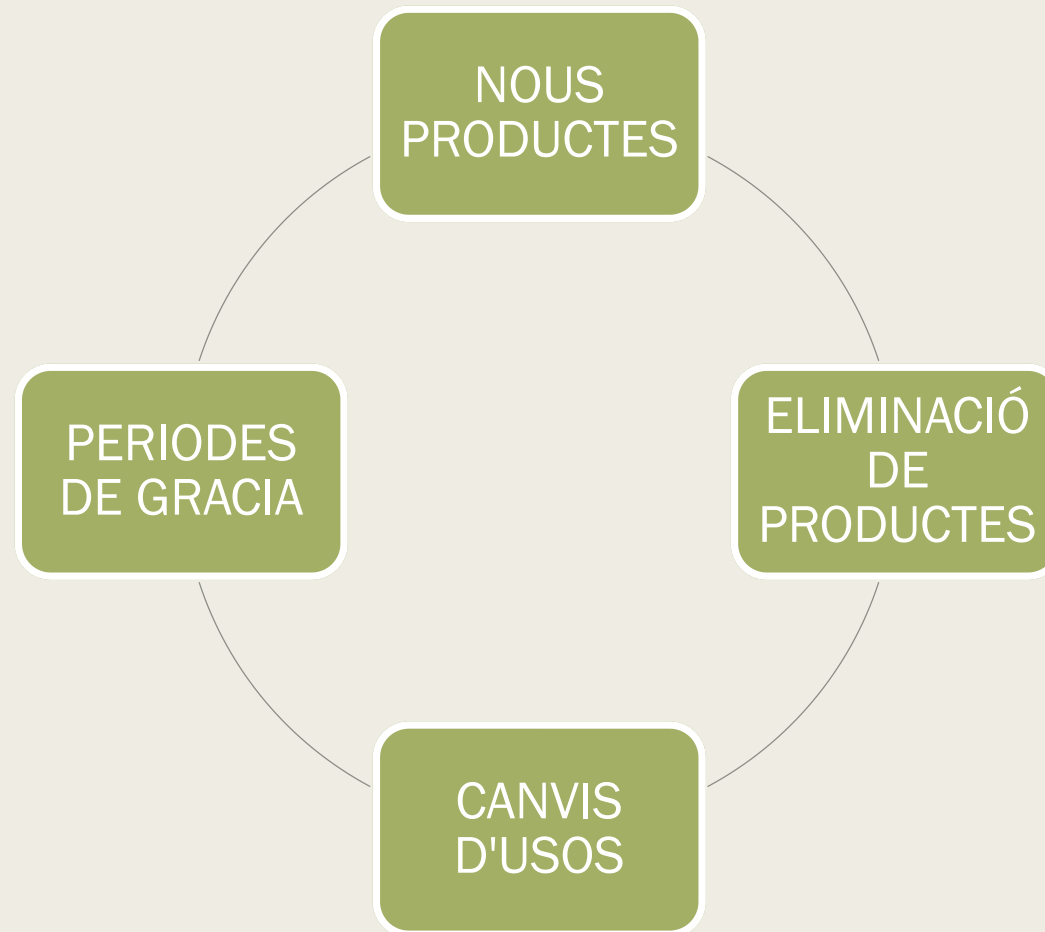 NOUS
PRODUCTES
ELIMINACIÓ
DE
PRODUCTES
CANVIS
D'USOS
PERIODES
DE GRACIA